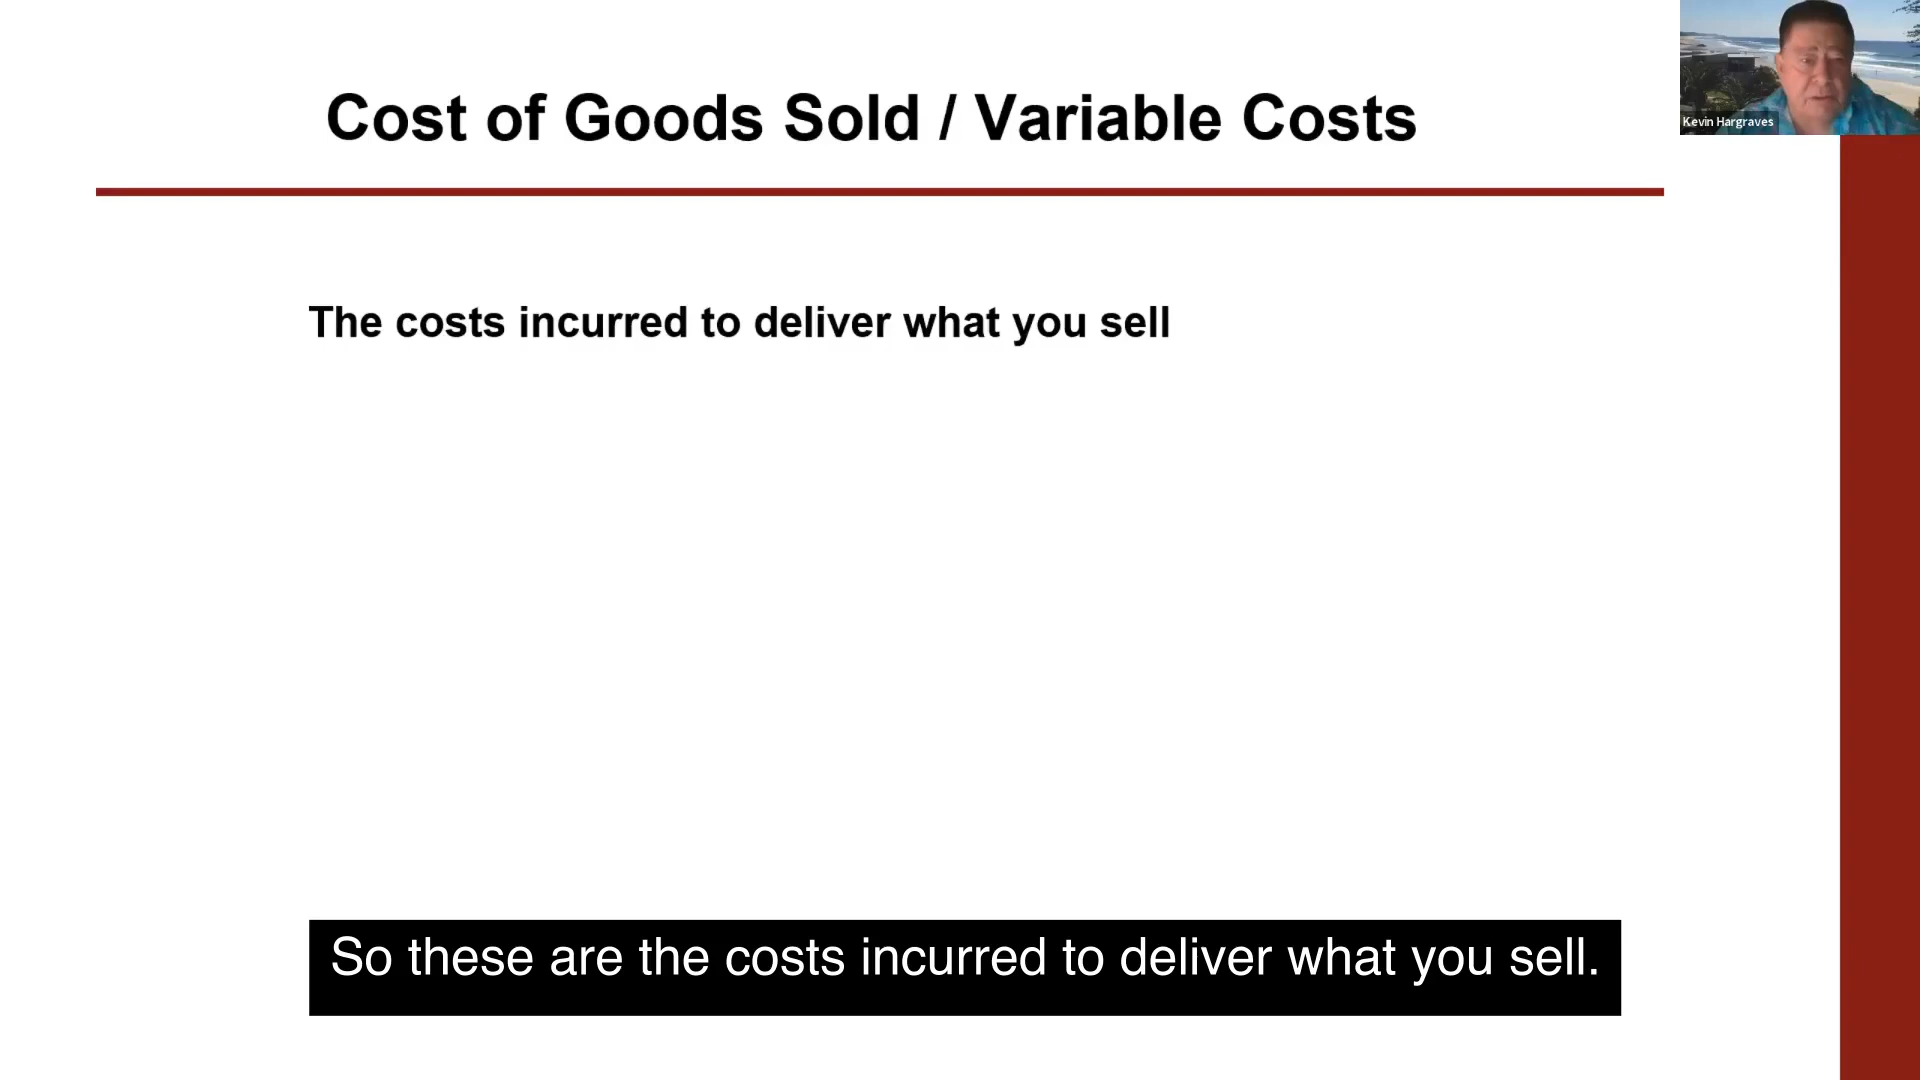 Cost of Goods Sold / Variable Costs
Kevin Hargraves
The costs incurred to deliver what you sell
So these are the costs incurred to deliver what you sell.